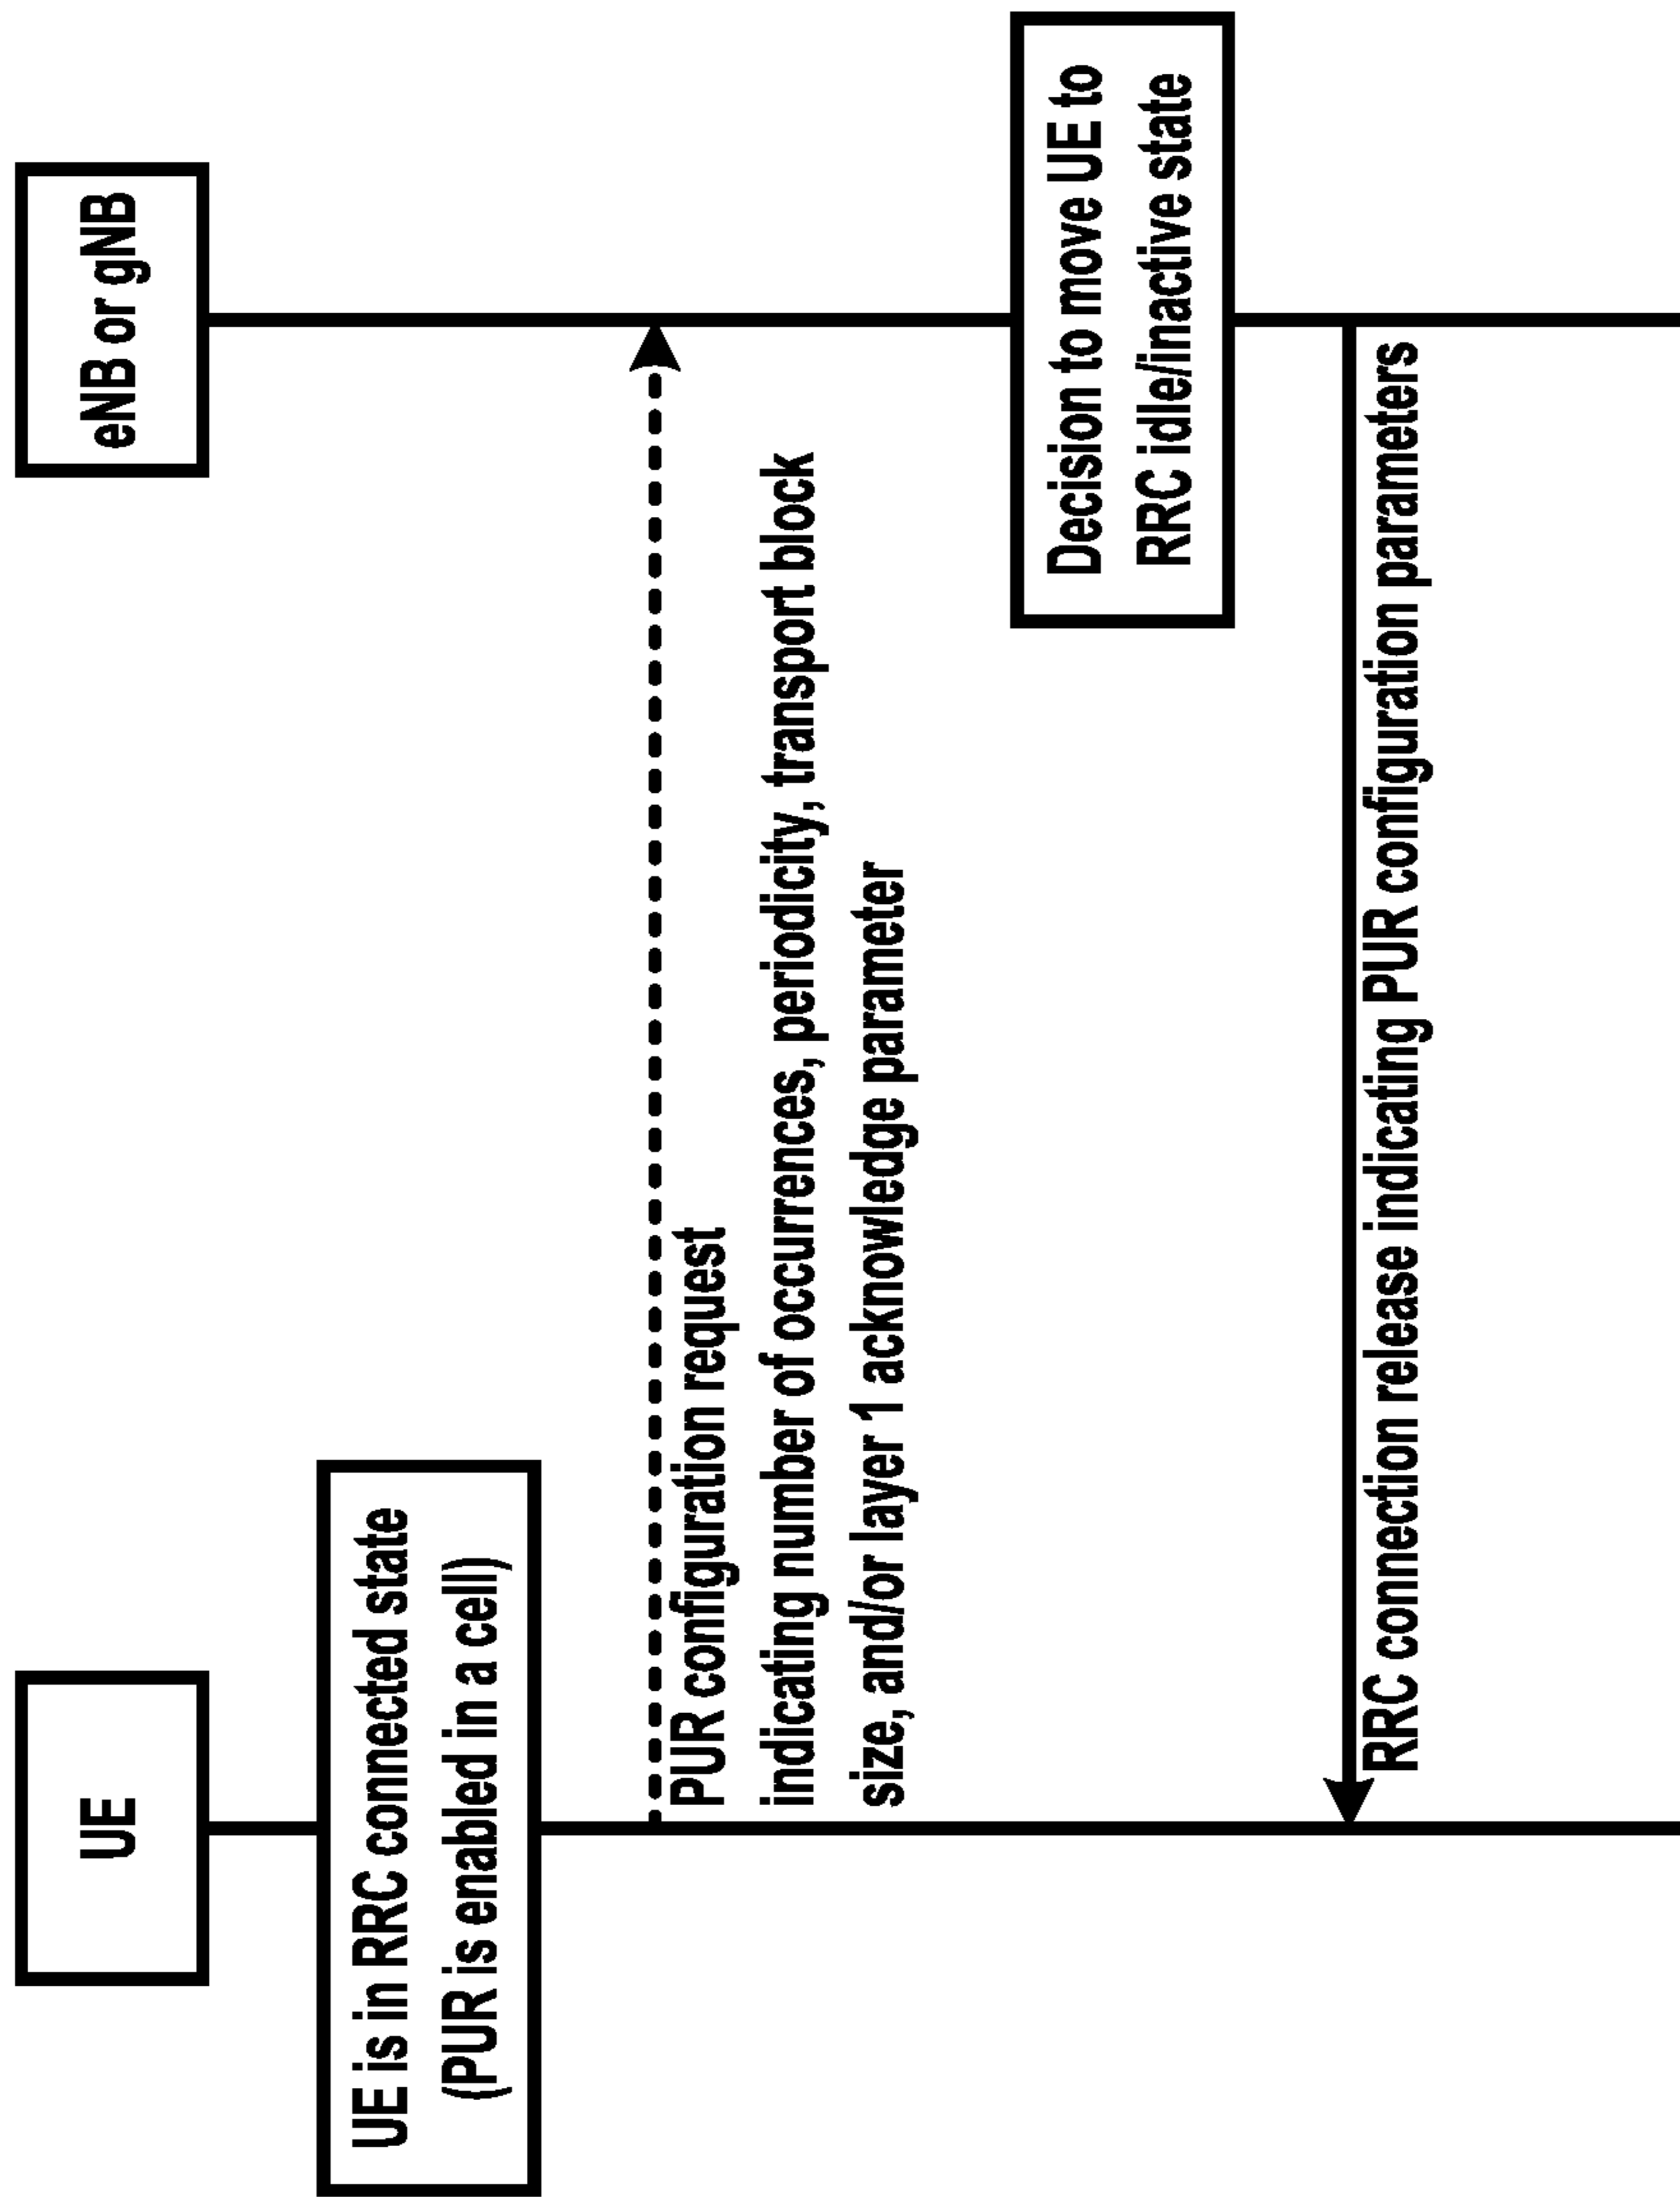 UE
eNB or gNB
UE is in RRC connected state
(PUR is enabled in a cell)
PUR configuration request
indicating number of occurrences, periodicity, transport block
size, and/or layer 1 acknowledge parameter
Decision to move UE to
RRC idle/inactive state
RRC connection release indicating PUR configuration parameters